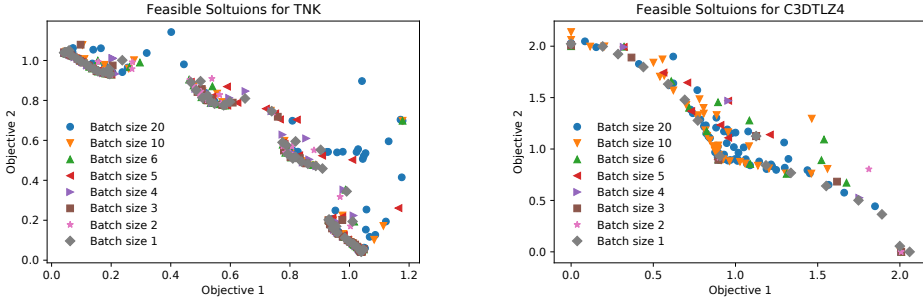 Feasible Soltuions for TNK
Objective 2
1.0
0.8
0.6
0.4
0.2
0.0
Batch size 20
Batch size 10
Batch size 6
Batch size 5
Batch size 4
Batch size 3
Batch size 2
Batch size 1
0.0 0.2 0.4 0.6 0.8 1.0 1.2
Objective 1
Feasible Soltuions for C3DTLZ4
Objective 2
2.0
1.5
1.0
0.5
0.0
Batch size 20
Batch size 10
Batch size 6
Batch size 5
Batch size 4
Batch size 3
Batch size 2
Batch size 1
0.0 0.5 1.0 1.5 2.0
Objective 1